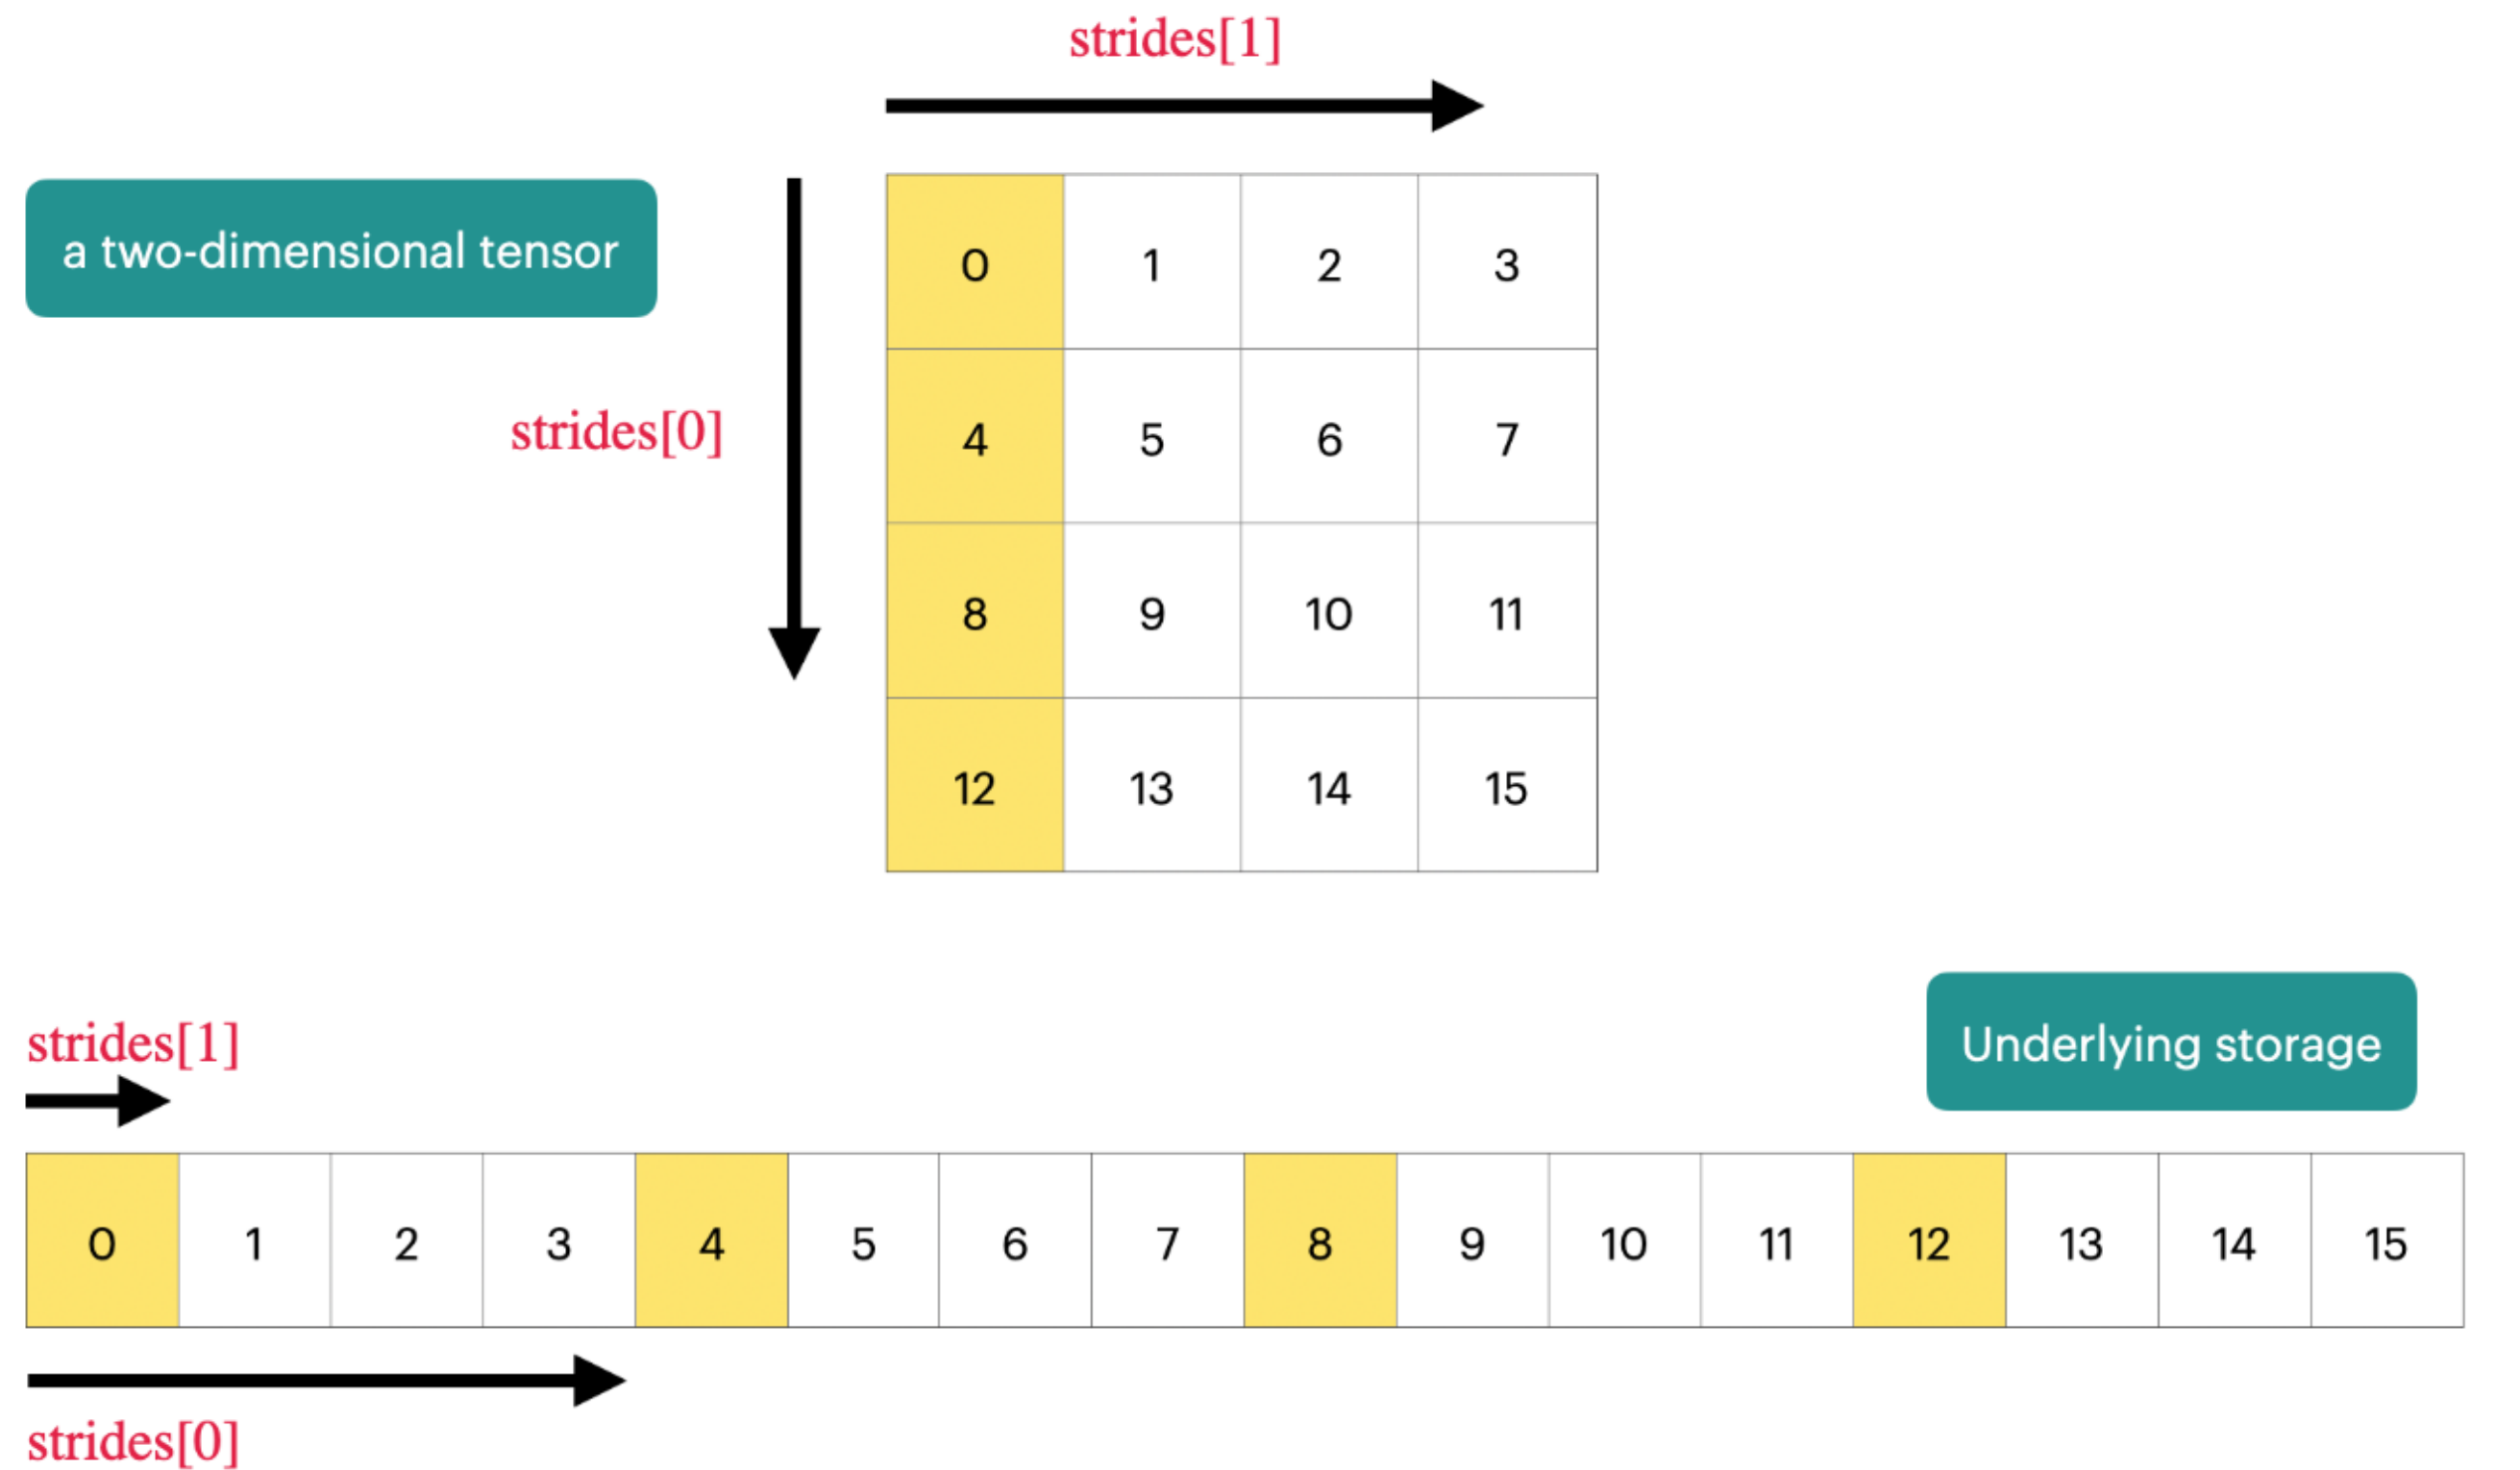 strides[1]
a two-dimensional tensor
0 1 2 3
strides[0]
4 5 6 7
8 9 10 11
12 13 14 15
Underlying storage
strides[1]
0 1 2 3 4 5 6 7 8 9 10 11 12 13 14 15
strides[0]